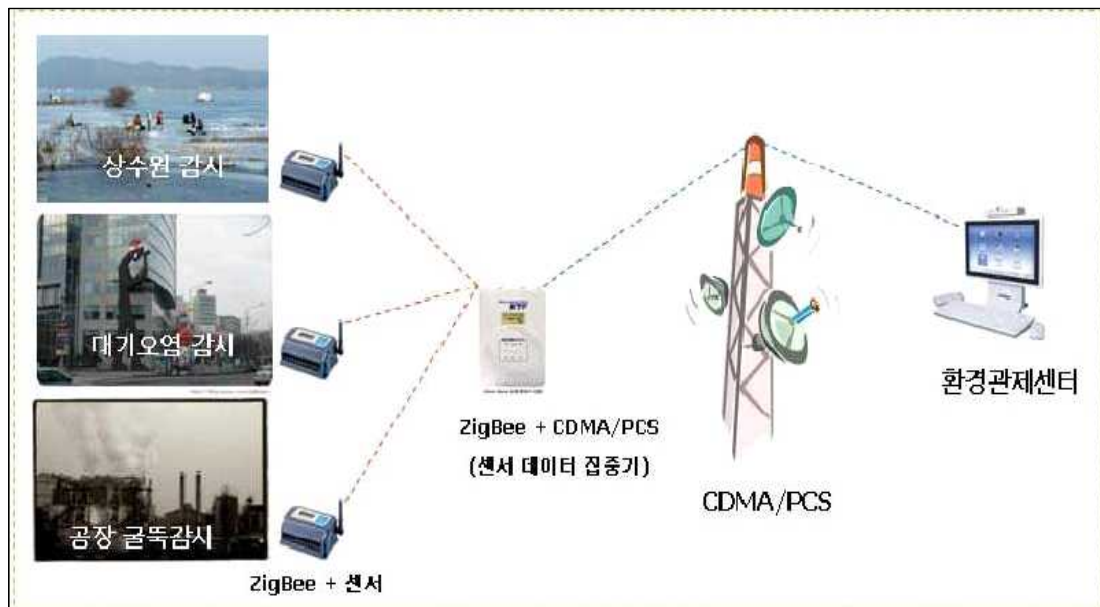 상수원 감시
대기오염 감시
공장 굴뚝감시
ZigBee + 센서
ZigBee + CDMA/PCS
(센서 데이터 집중기)
CDMA/PCS
환경관제센터